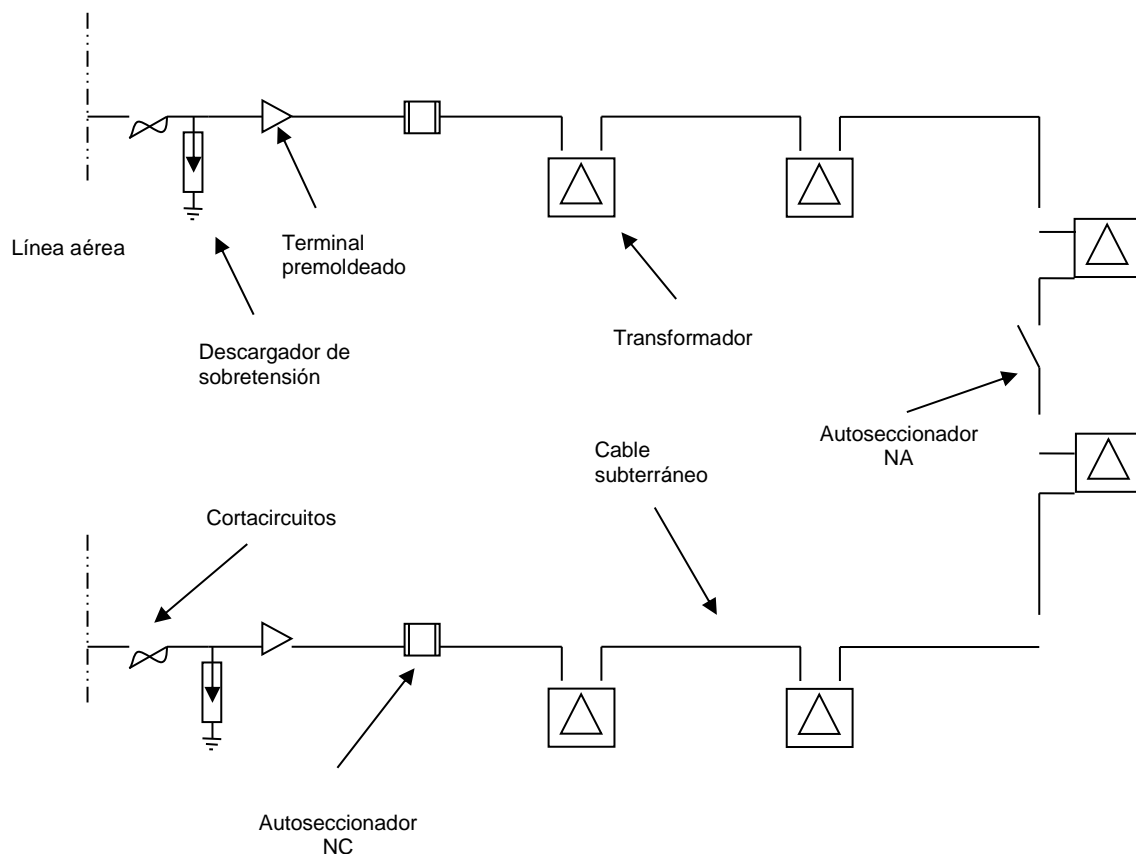 Línea aérea
Terminal
premoldeado
Descargador de
sobretensión
Transformador
Autoseccionador
NA
Cable
subterráneo
Cortacircuitos
Autoseccionador
NC